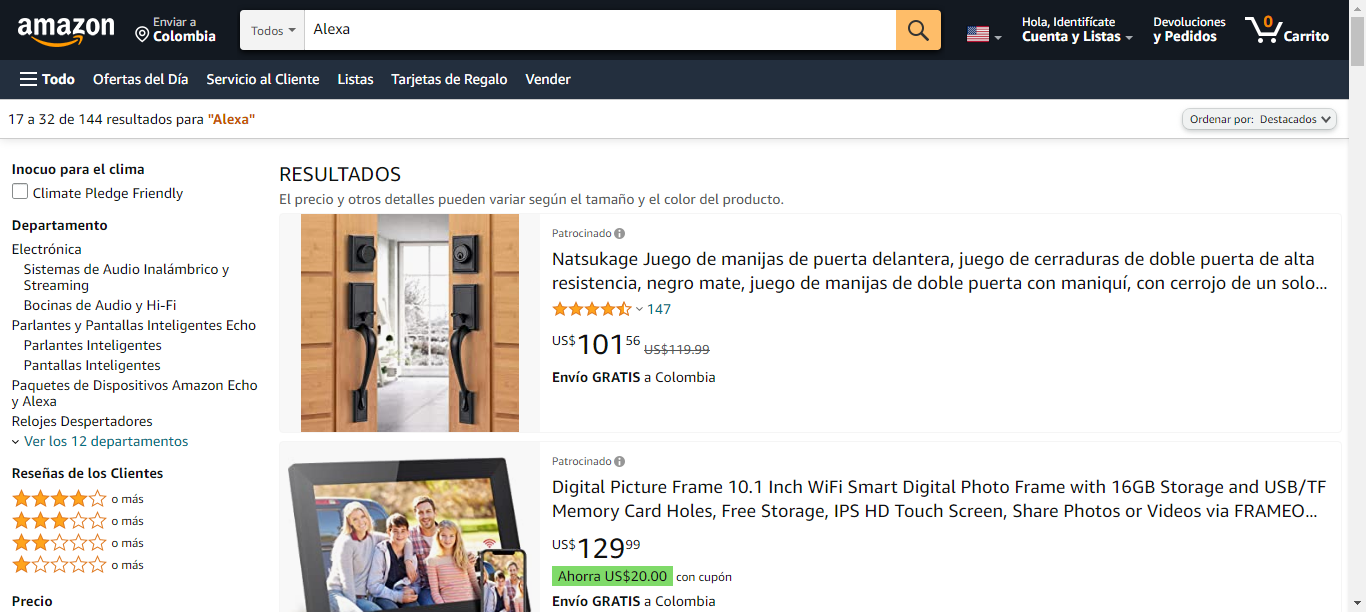 amazon
Enviar a
Colombia
Todos
Alexa
Hola, Identifícate
Cuenta y Listas
Devoluciones
y Pedidos
0
Carrito
Todo
Ofertas del Día
Servicio al Cliente
Listas
Tarjetas de Regalo
Vender
17 a 32 de 144 resultados para "Alexa"
Ordenar por: Destacados
Inocuo para el clima
Climate Pledge Friendly
Departamento
Electrónica
Sistemas de Audio Inalámbrico y
Streaming
Bocinas de Audio y Hi-Fi
Parlantes y Pantallas Inteligentes Echo
Parlantes Inteligentes
Pantallas Inteligentes
Paquetes de Dispositivos Amazon Echo
y Alexa
Relojes Despertadores
Ver los 12 departamentos
Reseñas de los Clientes
o más
o más
o más
o más
Precio
RESULTADOS
El precio y otros detalles pueden variar según el tamaño y el color del producto.
Patrocinado
Natsukage Juego de manijas de puerta delantera, juego de cerraduras de doble puerta de alta
resistencia, negro mate, juego de manijas de doble puerta con maniquí, con cerrojo de un solo...
147
US$10156 US$119.99
Envío GRATIS a Colombia
Patrocinado
Digital Picture Frame 10.1 Inch WiFi Smart Digital Photo Frame with 16GB Storage and USB/TF
Memory Card Holes, Free Storage, IPS HD Touch Screen, Share Photos or Videos via FRAMEO...
US$12999
Ahorra US$20.00 con cupón
Envío GRATIS a Colombia